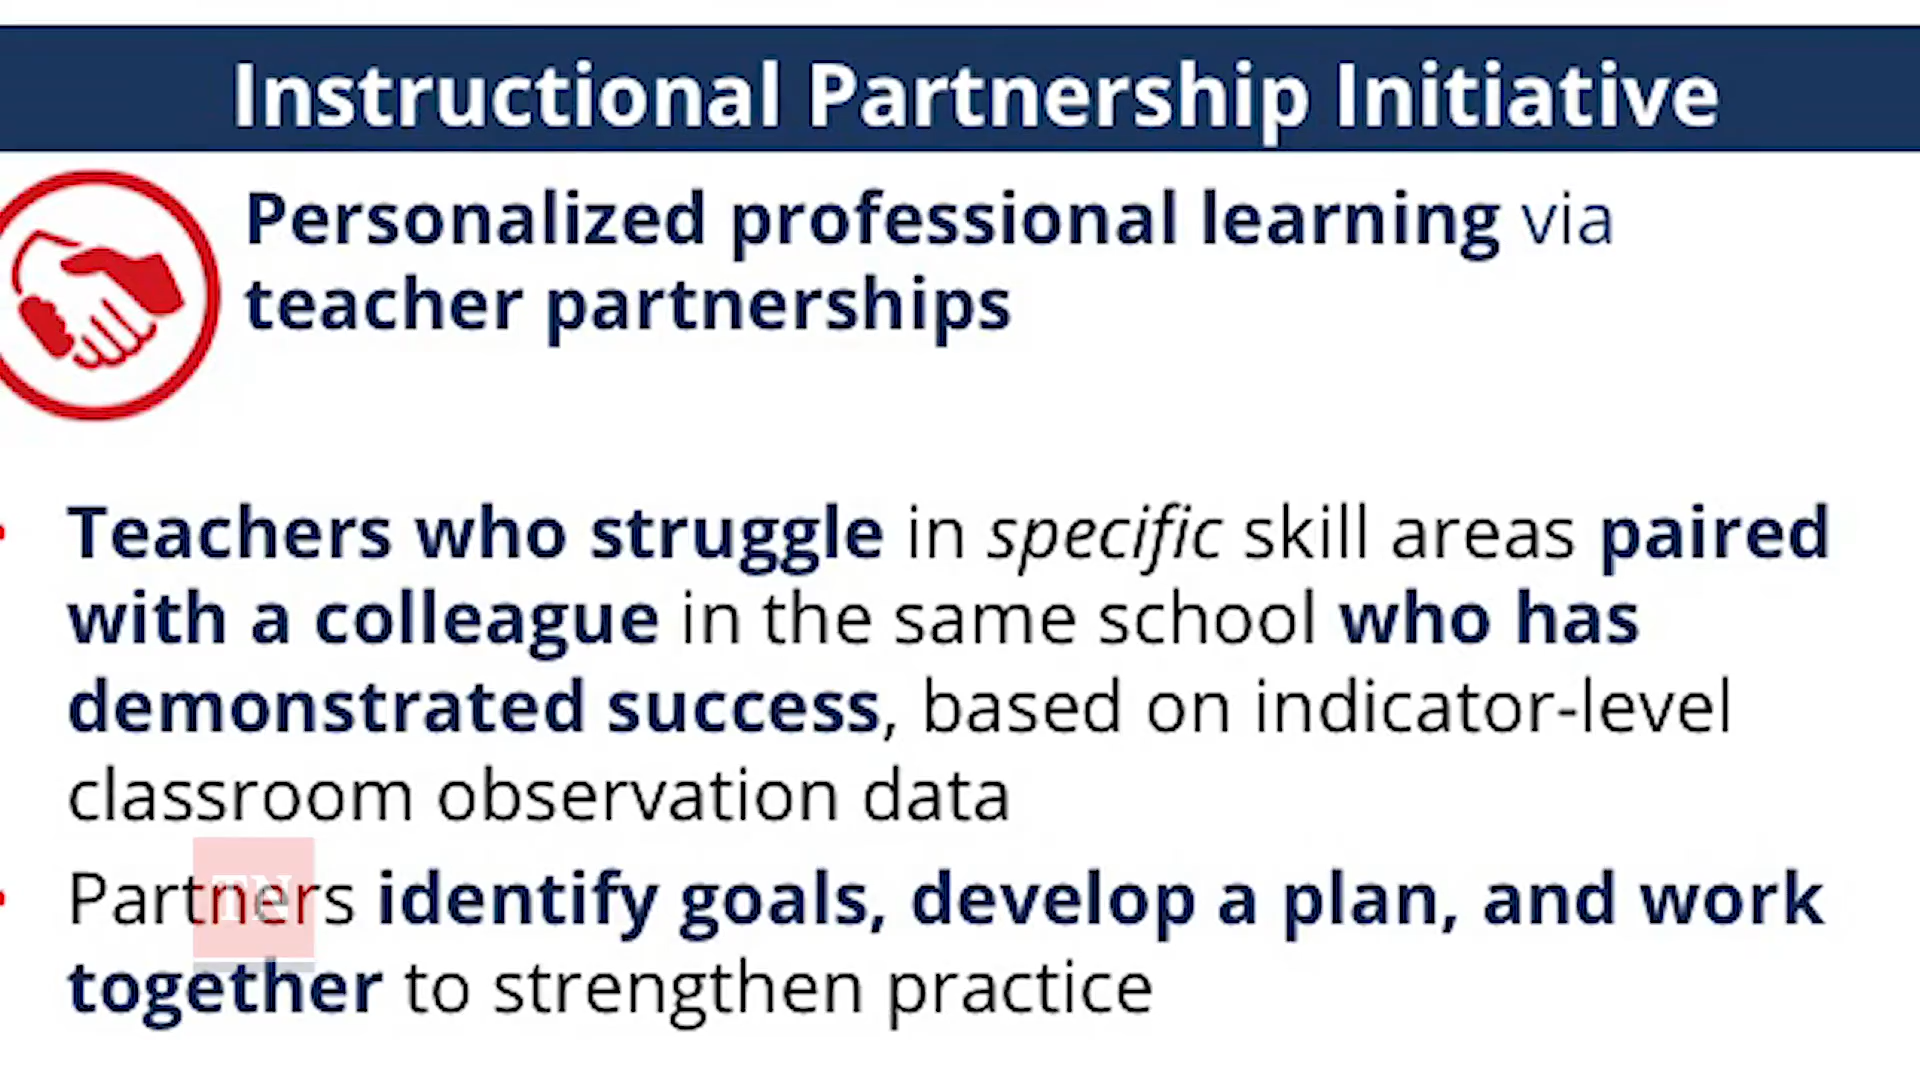 Instructional Partnership Initiative
Personalized professional learning via
teacher partnerships
Teachers who struggle in specific skill areas paired
with a colleague in the same school who has
demonstrated success, based on indicator-level
classroom observation data
Partners identify goals, develop a plan, and work
together to strengthen practice
TN